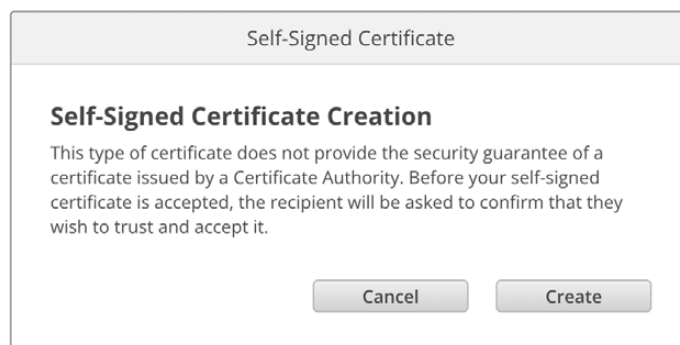 Self-Signed Certificate
Self-Signed Certificate Creation
This type of certificate does not provide the security guarantee of a
certificate issued by a Certificate Authority. Before your self-signed
certificate is accepted, the recipient will be asked to confirm that they
wish to trust and accept it.
Cancel
Create